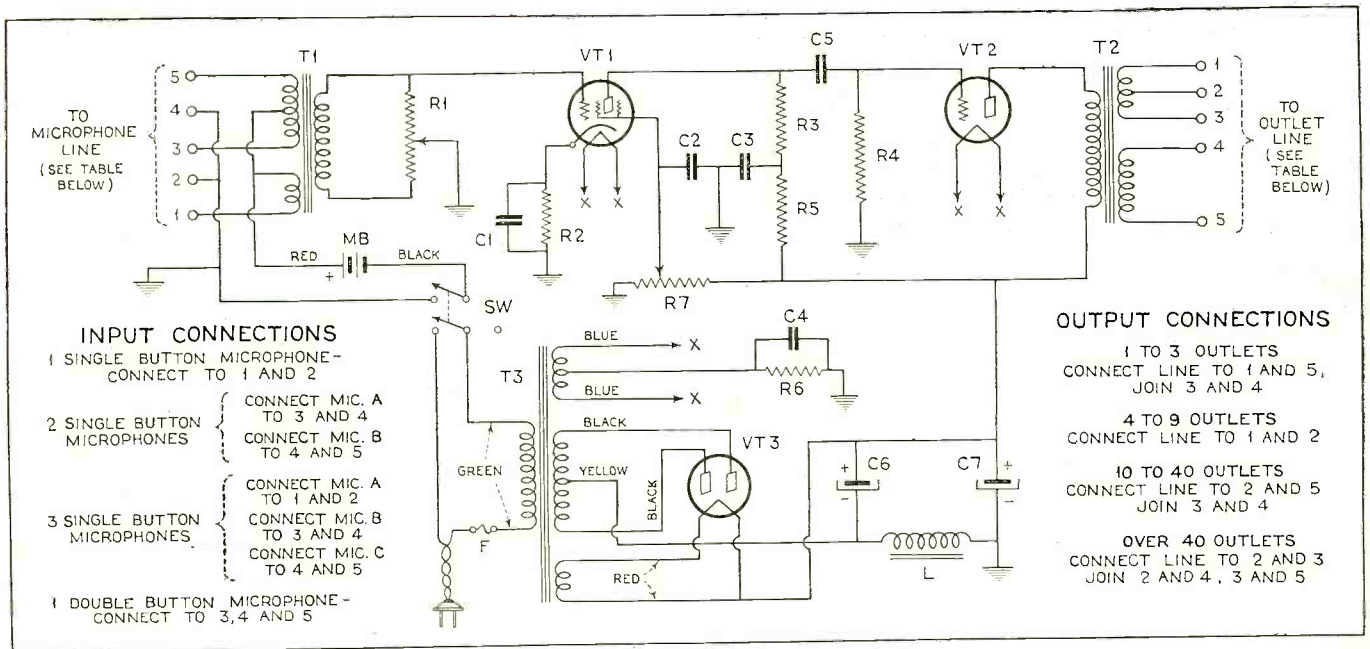 T1
VT1
C5
VT2
T2
5
4
3
2
1
TO
MICROPHONE
LINE
(SEE TABLE
BELOW)
R1
C1
R2
X X
C2
C3
R3
R5
R4
X X
1
2
3
4
5
TO
OUTLET
LINE
(SEE
TABLE
BELOW)
RED
MB
+
BLACK
SW
R7
INPUT CONNECTIONS
1 SINGLE BUTTON MICROPHONE-
CONNECT TO 1 AND 2
2 SINGLE BUTTON
MICROPHONES
CONNECT MIC. A
TO 3 AND 4
CONNECT MIC. B
TO 4 AND 5
3 SINGLE BUTTON
MICROPHONES
CONNECT MIC. A
TO 1 AND 2
CONNECT MIC. B
TO 3 AND 4
CONNECT MIC. C
TO 4 AND 5
1 DOUBLE BUTTON MICROPHONE-
CONNECT TO 3,4 AND 5
T3
BLUE
X
BLUE
X
C4
R6
BLACK
YELLOW
BLACK
VT3
GREEN
F
RED
C6
+
-
C7
+
-
L
OUTPUT CONNECTIONS
1 TO 3 OUTLETS
CONNECT LINE TO 1 AND 5,
JOIN 3 AND 4
4 TO 9 OUTLETS
CONNECT LINE TO 1 AND 2
10 TO 40 OUTLETS
CONNECT LINE TO 2 AND 5
JOIN 3 AND 4
OVER 40 OUTLETS
CONNECT LINE TO 2 AND 3
JOIN 2 AND 4, 3 AND 5